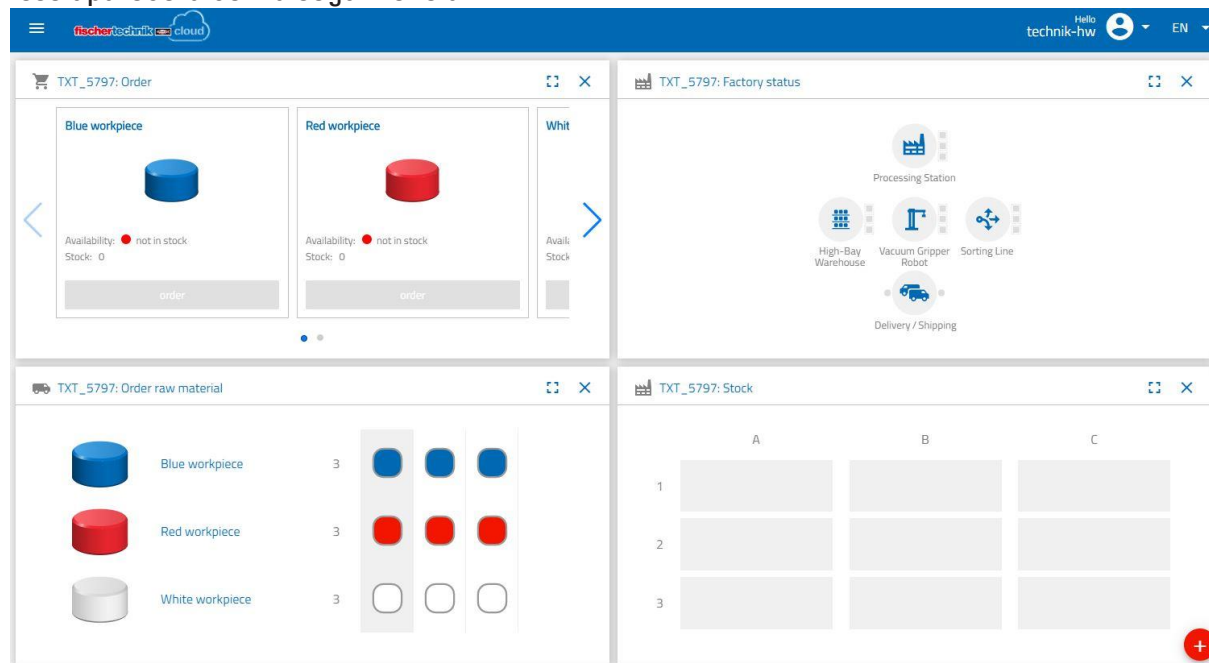 fischertechnik cloud
Hello
technik-hw
EN
TXT_5797: Order
Blue workpiece
Availability: not in stock
Stock: 0
order
Red workpiece
Availability: not in stock
Stock: 0
order
Whit
Availa
Stock
TXT_5797: Factory status
Processing Station
High-Bay
Warehouse
Vacuum Gripper
Robot
Sorting Line
Delivery / Shipping
TXT_5797: Order raw material
Blue workpiece 3
Red workpiece 3
White workpiece 3
TXT_5797: Stock
A B C
1
2
3
+